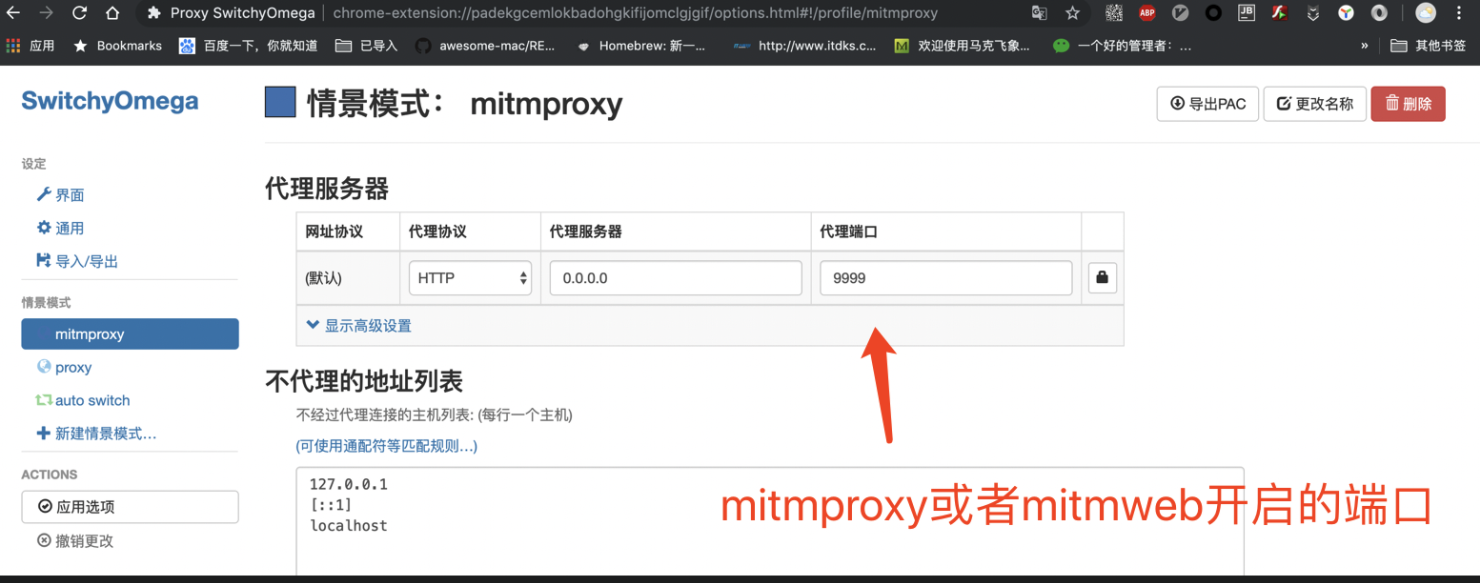 Proxy SwitchyOmega | chrome-extension://padekgcemlokbadohgkifijomclgjgif/options.html#!/profile/mitmproxy
ABP
JB
应用 Bookmarks 百度一下，你就知道 已导入 awesome-mac/RE... Homebrew: 新一... http://www.itdks.c... 欢迎使用马克飞象... 一个好的管理者：... » 其他书签
SwitchyOmega
情景模式： mitmproxy
导出PAC 更改名称 删除
设定
界面
通用
导入/导出
情景模式
mitmproxy
proxy
auto switch
新建情景模式...
ACTIONS
应用选项
撤销更改
代理服务器
网址协议 代理协议 代理服务器 代理端口
(默认) HTTP 0.0.0.0 9999
显示高级设置
不代理的地址列表
不经过代理连接的主机列表: (每行一个主机)
(可使用通配符等匹配规则...)
127.0.0.1
[::1]
localhost
mitmproxy或者mitmweb开启的端口